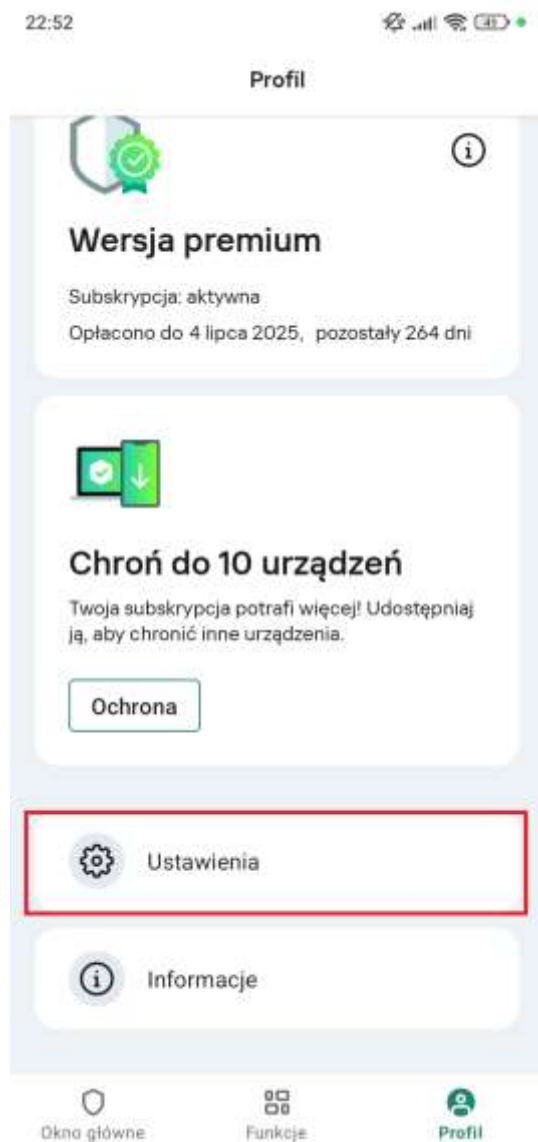 22:52
Profil
Wersja premium
Subskrypcja: aktywna
Opłacono do 4 lipca 2025, pozostały 264 dni
Chroń do 10 urządzeń
Twoja subskrypcja potrafi więcej! Udostępniaj
ją, aby chronić inne urządzenia.
Ochrona
Ustawienia
Informacje
Okno główne
Funkcje
Profil